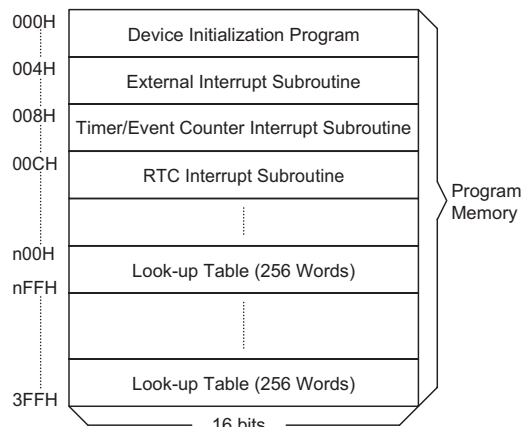 000H
Device Initialization Program
004H
External Interrupt Subroutine
008H
Timer/Event Counter Interrupt Subroutine
00CH
RTC Interrupt Subroutine
Program
Memory
n00H
Look-up Table (256 Words)
nFFH
Look-up Table (256 Words)
3FFH
16 bits